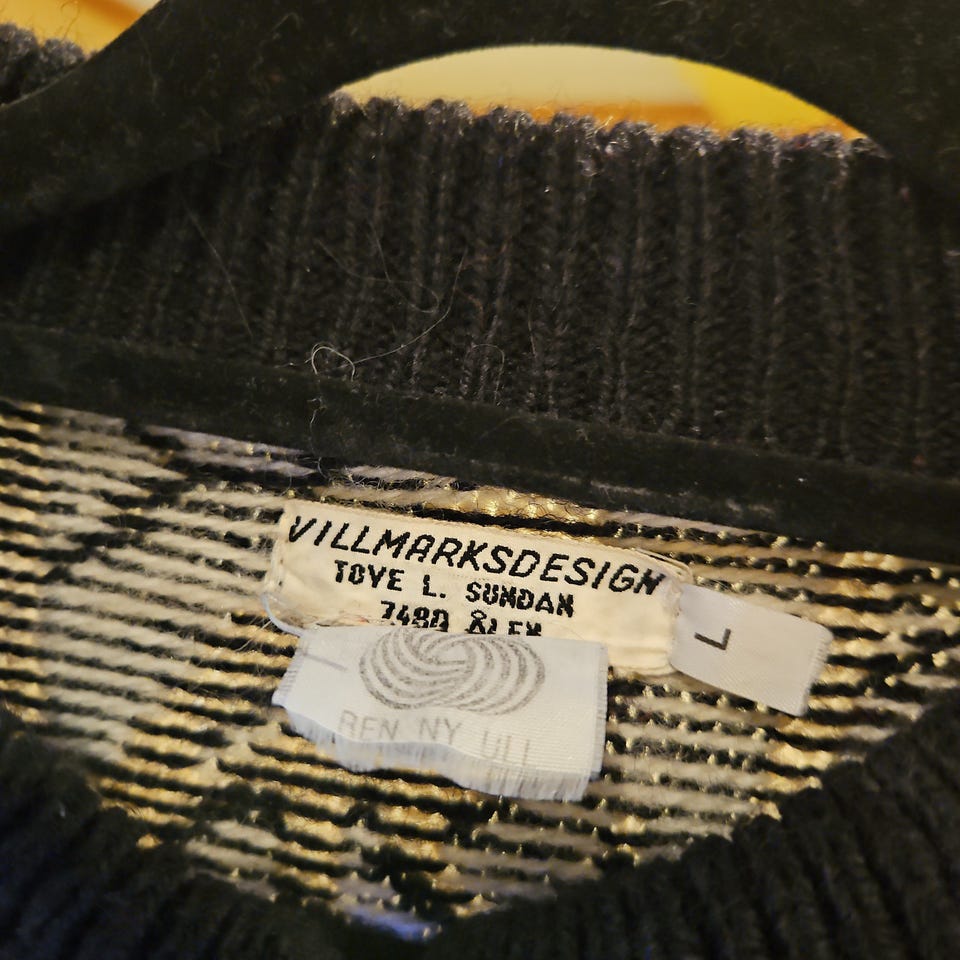 VILLMARKSDESIGN
TOVE L. SUNDAN
7480 ÅLEN
L
REN NY ULL